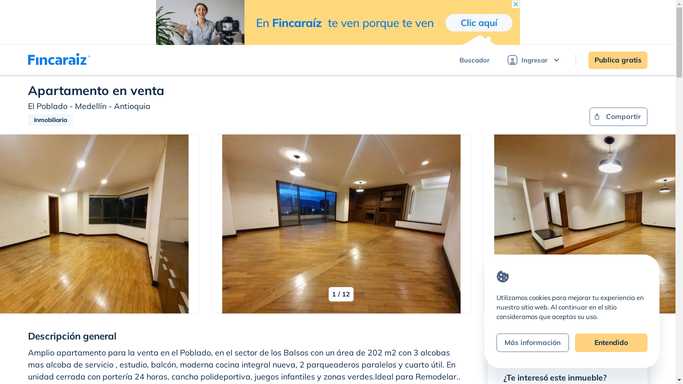 En Fincaraíz te ven porque te ven
Clic aquí
Fincaraiz
Buscador
Ingresar
Publica gratis
Apartamento en venta
El Poblado - Medellín - Antioquia
Inmobiliaria
Compartir
1 / 12
Utilizamos cookies para mejorar tu experiencia en
nuestro sitio web. Al continuar en el sitio
consideramos que aceptas su uso.
Más información
Entendido
Descripción general
Amplio apartamento para la venta en el Poblado, en el sector de los Balsos con un área de 202 m2 con 3 alcobas
mas alcoba de servicio , estudio, balcón, moderna cocina integral nueva, 2 parqueaderos paralelos y cuarto útil. En
unidad cerrada con portería 24 horas, cancha polideportiva, juegos infantiles y zonas verdes.Ideal para Remodelar..
¿Te interesó este inmueble?